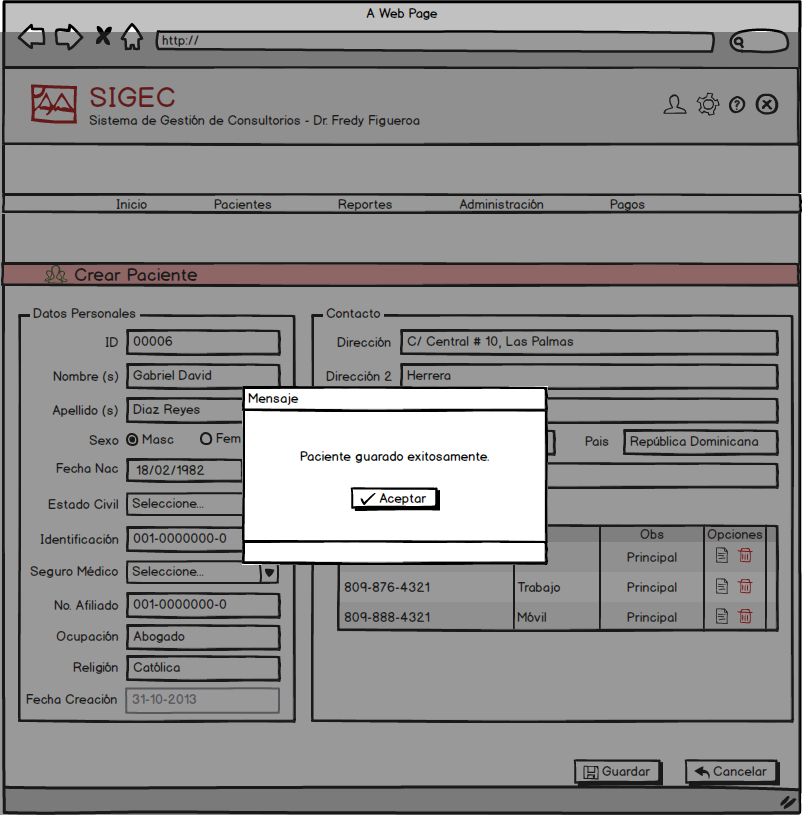 A Web Page
http://
SIGEC
Sistema de Gestión de Consultorios - Dr. Fredy Figueroa
Inicio Pacientes Reportes Administración Pagos
Crear Paciente
Datos Personales
ID 00006
Nombre (s) Gabriel David
Apellido (s) Diaz Reyes
Sexo Masc Fem
Fecha Nac 18/02/1982
Estado Civil Seleccione...
Identificación 001-0000000-0
Seguro Médico Seleccione...
No. Afiliado 001-0000000-0
Ocupación Abogado
Religión Católica
Fecha Creación 31-10-2013
Contacto
Dirección C/ Central # 10, Las Palmas
Dirección 2 Herrera
Pais República Dominicana
Obs Opciones
Principal
809-876-4321 Trabajo Principal
809-888-4321 Móvil Principal
Mensaje
Paciente guarado exitosamente.
Aceptar
Guardar Cancelar